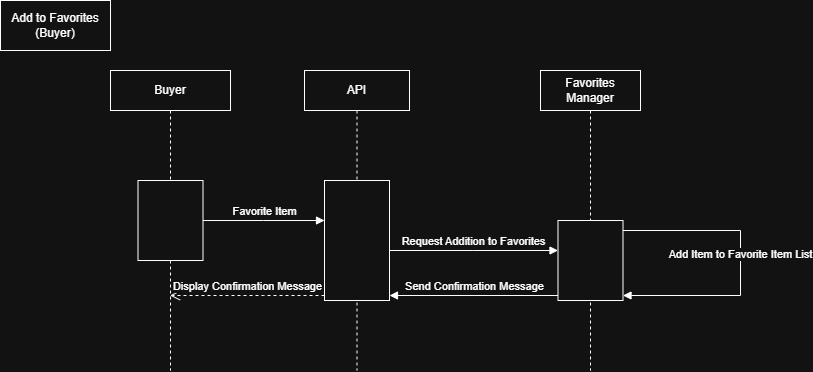 Add to Favorites
(Buyer)
Buyer
API
Favorites
Manager
Favorite Item
Request Addition to Favorites
Add Item to Favorite Item List
Display Confirmation Message
Send Confirmation Message